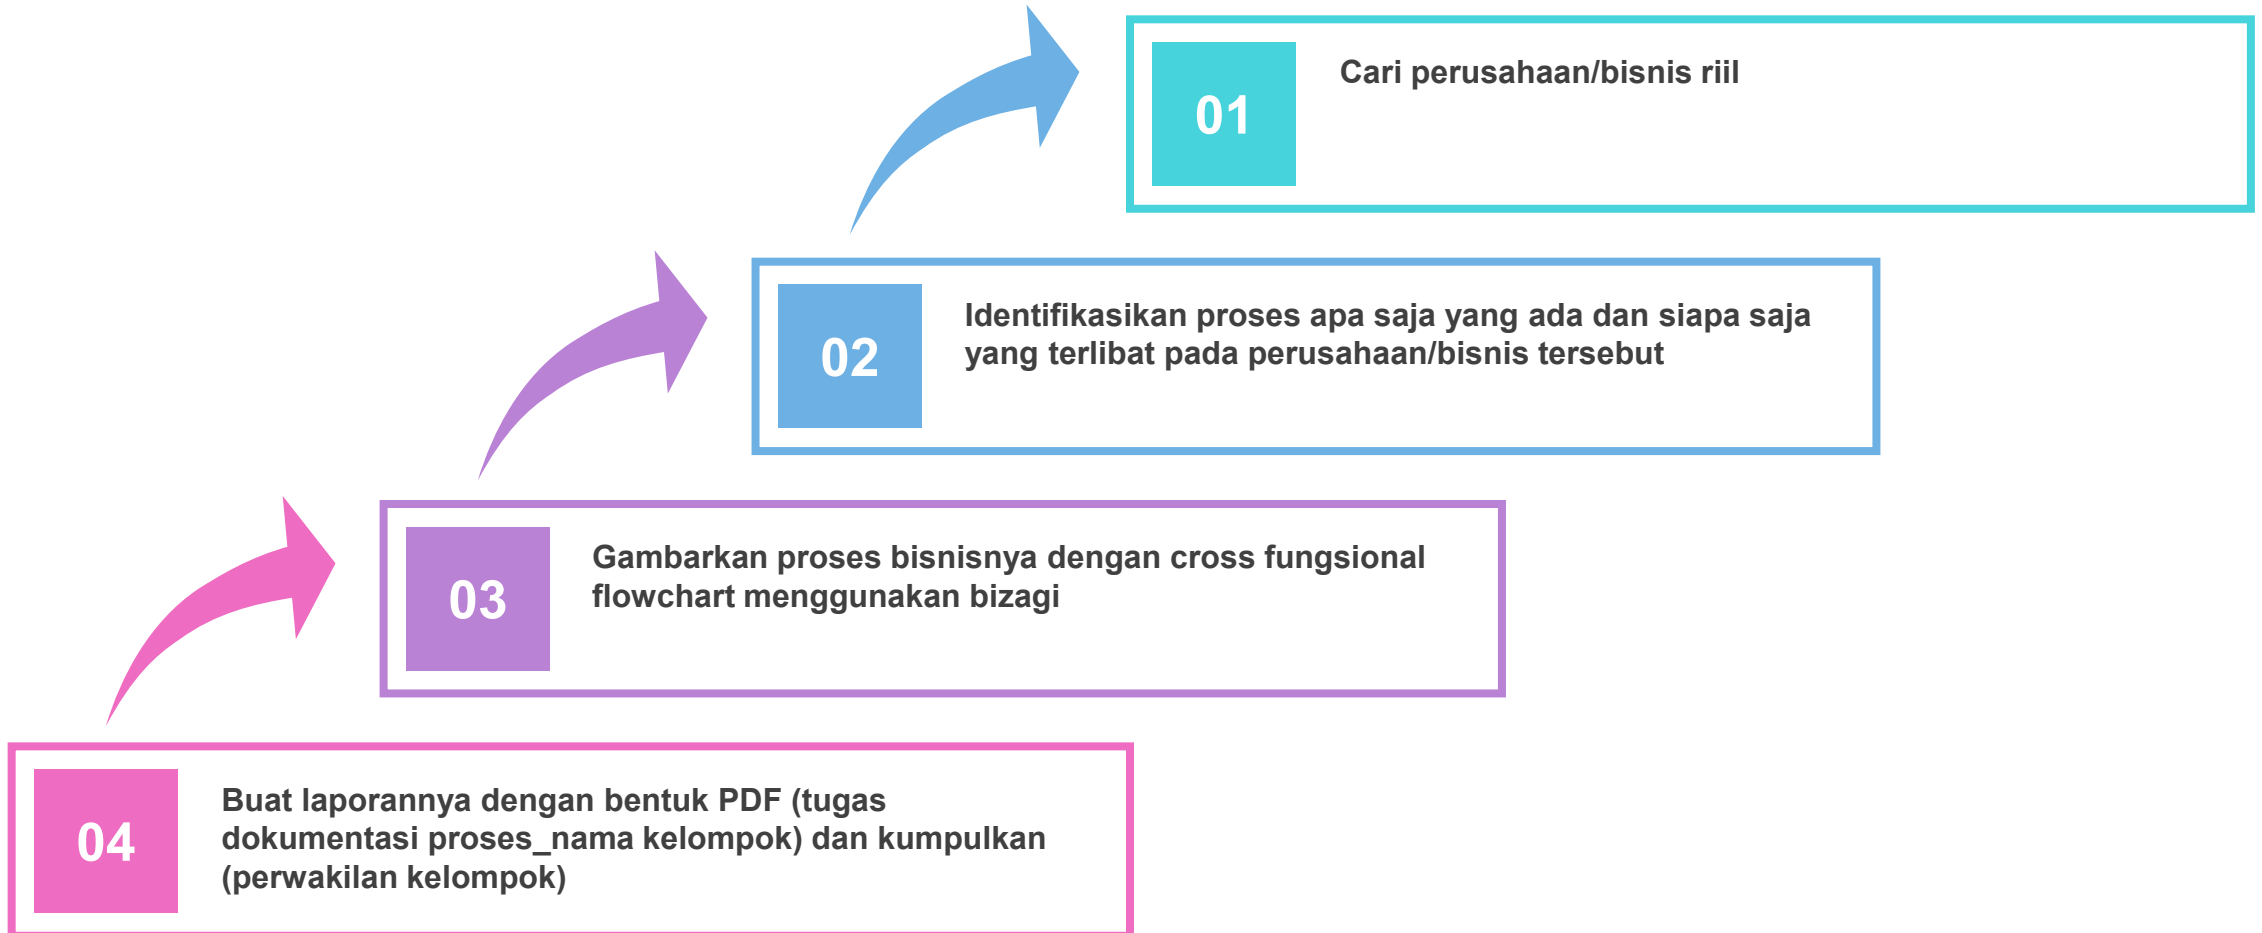 01
Cari perusahaan/bisnis riil
02
Identifikasikan proses apa saja yang ada dan siapa saja
yang terlibat pada perusahaan/bisnis tersebut
03
Gambarkan proses bisnisnya dengan cross fungsional
flowchart menggunakan bizagi
04
Buat laporannya dengan bentuk PDF (tugas
dokumentasi proses_nama kelompok) dan kumpulkan
(perwakilan kelompok)